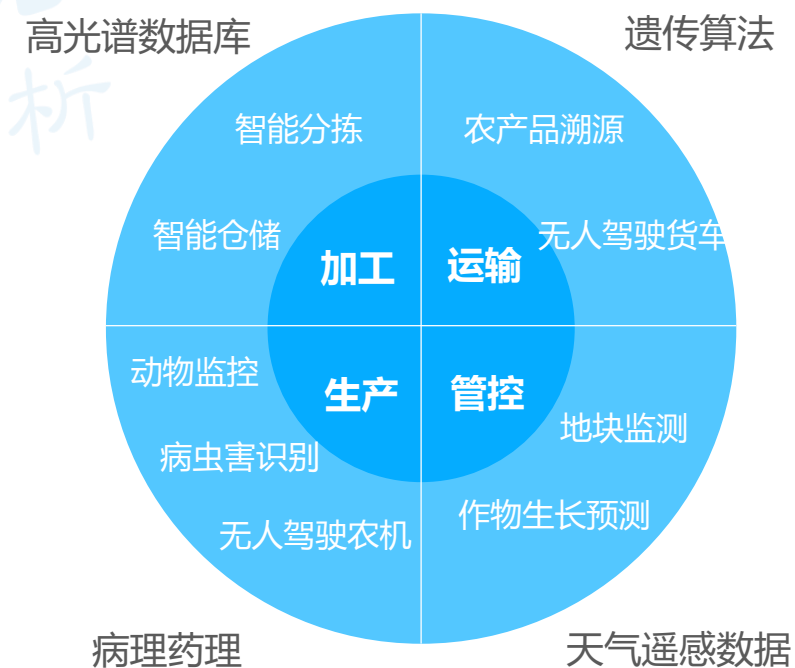 高光谱数据库
遗传算法
析
智能分拣
农产品溯源
智能仓储
无人驾驶货车
加工
运输
动物监控
生产
管控
地块监测
病虫害识别
作物生长预测
无人驾驶农机
病理药理
天气遥感数据